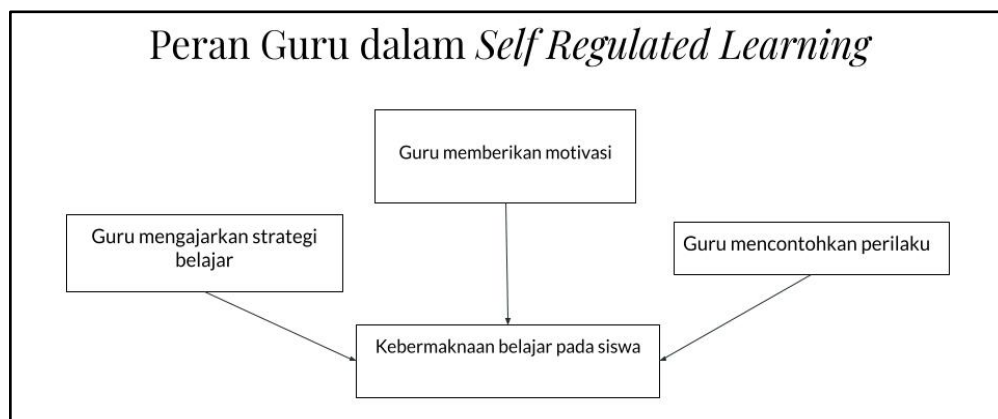 Peran Guru dalam Self Regulated Learning
Guru memberikan motivasi
Guru mengajarkan strategi
belajar
Guru mencontohkan perilaku
Kebermaknaan belajar pada siswa